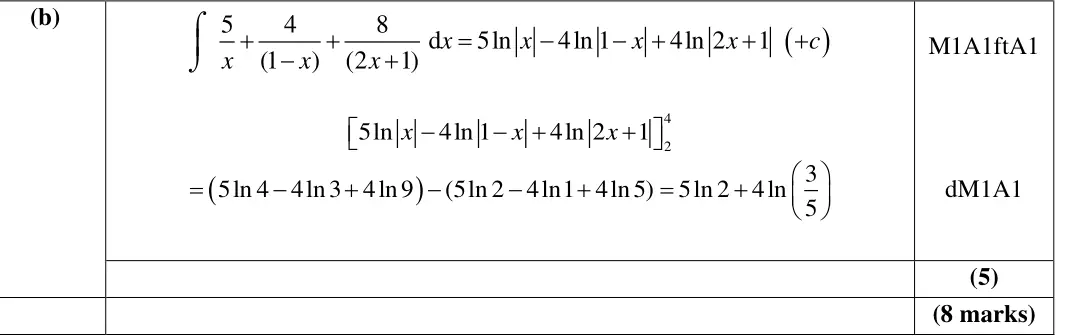 (b) ∫ 5/x + 4/(1−x) + 8/(2x+1) dx = 5ln|x| − 4ln|1−x| + 4ln|2x+1| (+c) M1A1ftA1
[5ln|x| − 4ln|1−x| + 4ln|2x+1|]₂⁴
= (5ln4 − 4ln3 + 4ln9) − (5ln2 − 4ln1 + 4ln5) = 5ln2 + 4ln(3/5) dM1A1
(5)
(8 marks)